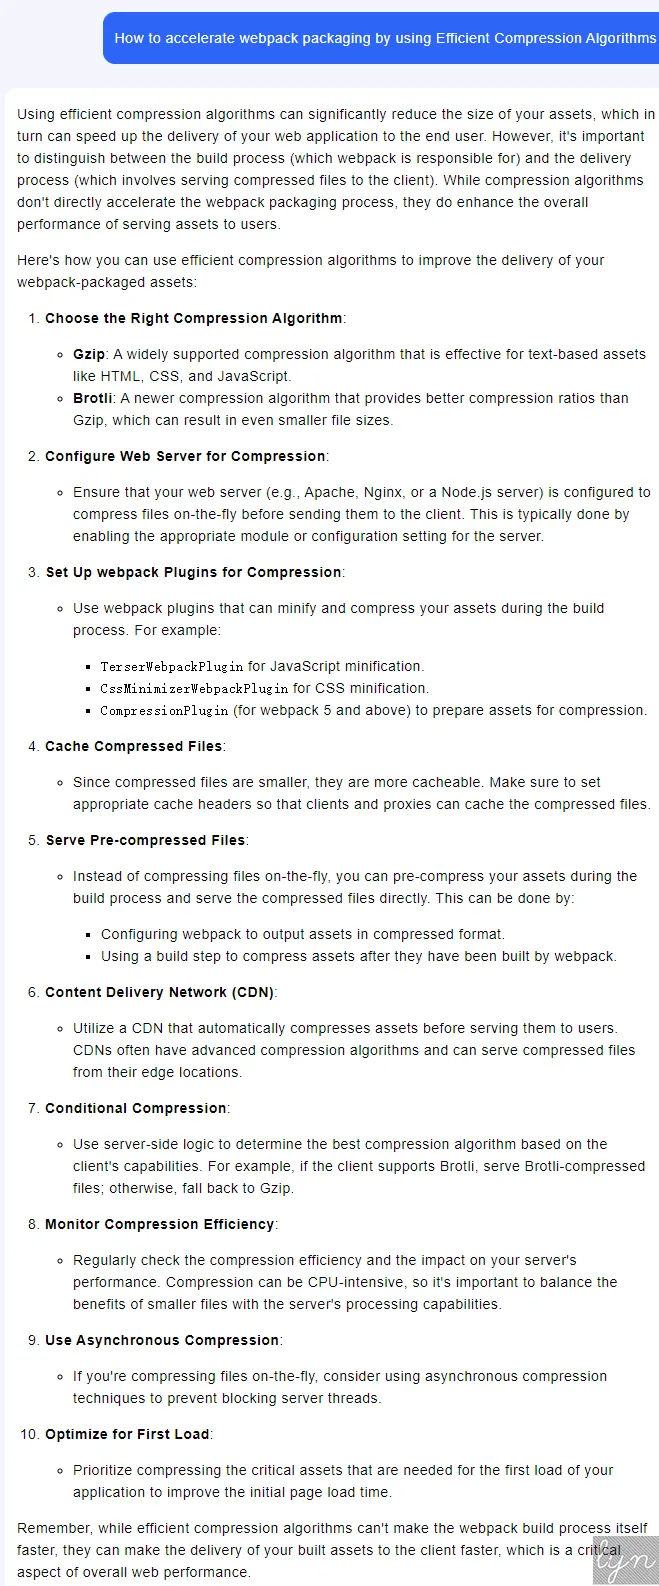 How to accelerate webpack packaging by using Efficient Compression Algorithms
Using efficient compression algorithms can significantly reduce the size of your assets, which in
turn can speed up the delivery of your web application to the end user. However, it's important
to distinguish between the build process (which webpack is responsible for) and the delivery
process (which involves serving compressed files to the client). While compression algorithms
don't directly accelerate the webpack packaging process, they do enhance the overall
performance of serving assets to users.
Here's how you can use efficient compression algorithms to improve the delivery of your
webpack-packaged assets:
1. Choose the Right Compression Algorithm:
◦ Gzip: A widely supported compression algorithm that is effective for text-based assets
like HTML, CSS, and JavaScript.
◦ Brotli: A newer compression algorithm that provides better compression ratios than
Gzip, which can result in even smaller file sizes.
2. Configure Web Server for Compression:
◦ Ensure that your web server (e.g., Apache, Nginx, or a Node.js server) is configured to
compress files on-the-fly before sending them to the client. This is typically done by
enabling the appropriate module or configuration setting for the server.
3. Set Up webpack Plugins for Compression:
◦ Use webpack plugins that can minify and compress your assets during the build
process. For example:
▪ TerserWebpackPlugin for JavaScript minification.
▪ CssMinimizerWebpackPlugin for CSS minification.
▪ CompressionPlugin (for webpack 5 and above) to prepare assets for compression.
4. Cache Compressed Files:
◦ Since compressed files are smaller, they are more cacheable. Make sure to set
appropriate cache headers so that clients and proxies can cache the compressed files.
5. Serve Pre-compressed Files:
◦ Instead of compressing files on-the-fly, you can pre-compress your assets during the
build process and serve the compressed files directly. This can be done by:
▪ Configuring webpack to output assets in compressed format.
▪ Using a build step to compress assets after they have been built by webpack.
6. Content Delivery Network (CDN):
◦ Utilize a CDN that automatically compresses assets before serving them to users.
CDNs often have advanced compression algorithms and can serve compressed files
from their edge locations.
7. Conditional Compression:
◦ Use server-side logic to determine the best compression algorithm based on the
client's capabilities. For example, if the client supports Brotli, serve Brotli-compressed
files; otherwise, fall back to Gzip.
8. Monitor Compression Efficiency:
◦ Regularly check the compression efficiency and the impact on your server's
performance. Compression can be CPU-intensive, so it's important to balance the
benefits of smaller files with the server's processing capabilities.
9. Use Asynchronous Compression:
◦ If you're compressing files on-the-fly, consider using asynchronous compression
techniques to prevent blocking server threads.
10. Optimize for First Load:
◦ Prioritize compressing the critical assets that are needed for the first load of your
application to improve the initial page load time.
Remember, while efficient compression algorithms can't make the webpack build process itself
faster, they can make the delivery of your built assets to the client faster, which is a critical
aspect of overall web performance.
lyn